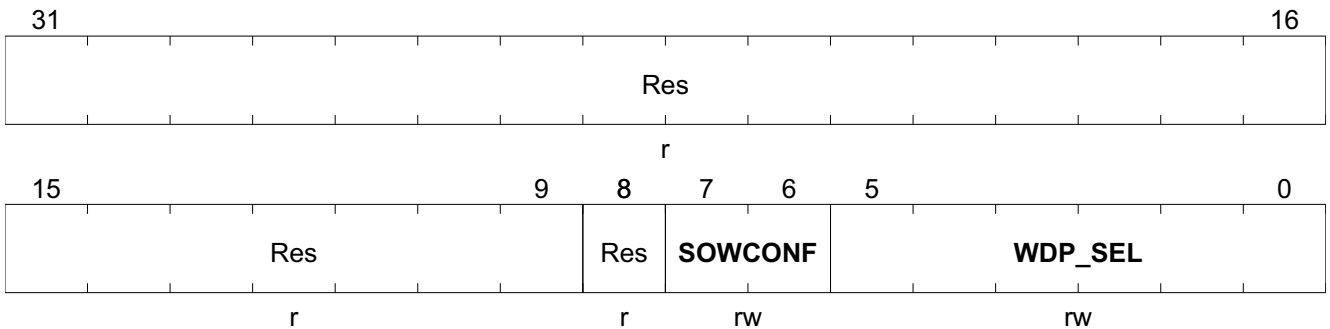 31 16
Res
r
15 9 8 7 6 5 0
Res Res SOWCONF WDP_SEL
r r rw rw